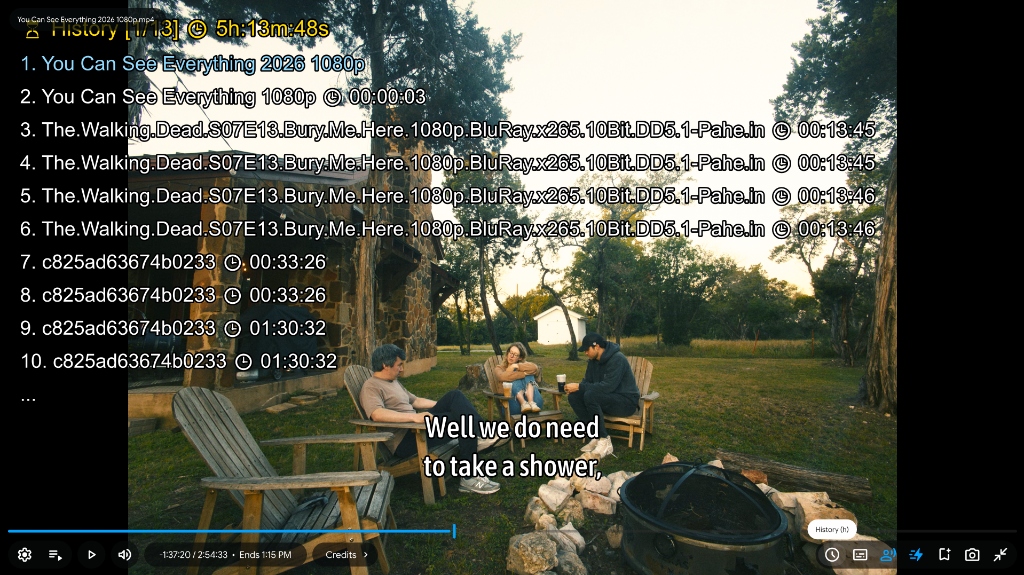 You Can See Everything 2026 1080p.mp4
History [1/13] 5h:13m:48s
1. You Can See Everything 2026 1080p
2. You Can See Everything 1080p 00:00:03
3. The.Walking.Dead.S07E13.Bury.Me.Here.1080p.BluRay.x265.10Bit.DD5.1-Pahe.in 00:13:45
4. The.Walking.Dead.S07E13.Bury.Me.Here.1080p.BluRay.x265.10Bit.DD5.1-Pahe.in 00:13:45
5. The.Walking.Dead.S07E13.Bury.Me.Here.1080p.BluRay.x265.10Bit.DD5.1-Pahe.in 00:13:46
6. The.Walking.Dead.S07E13.Bury.Me.Here.1080p.BluRay.x265.10Bit.DD5.1-Pahe.in 00:13:46
7. c825ad63674b0233 00:33:26
8. c825ad63674b0233 00:33:26
9. c825ad63674b0233 01:30:32
10. c825ad63674b0233 01:30:32
...
Well we do need
to take a shower,
History (h)
-1:37:20 / 2:54:33 • Ends 1:15 PM Credits